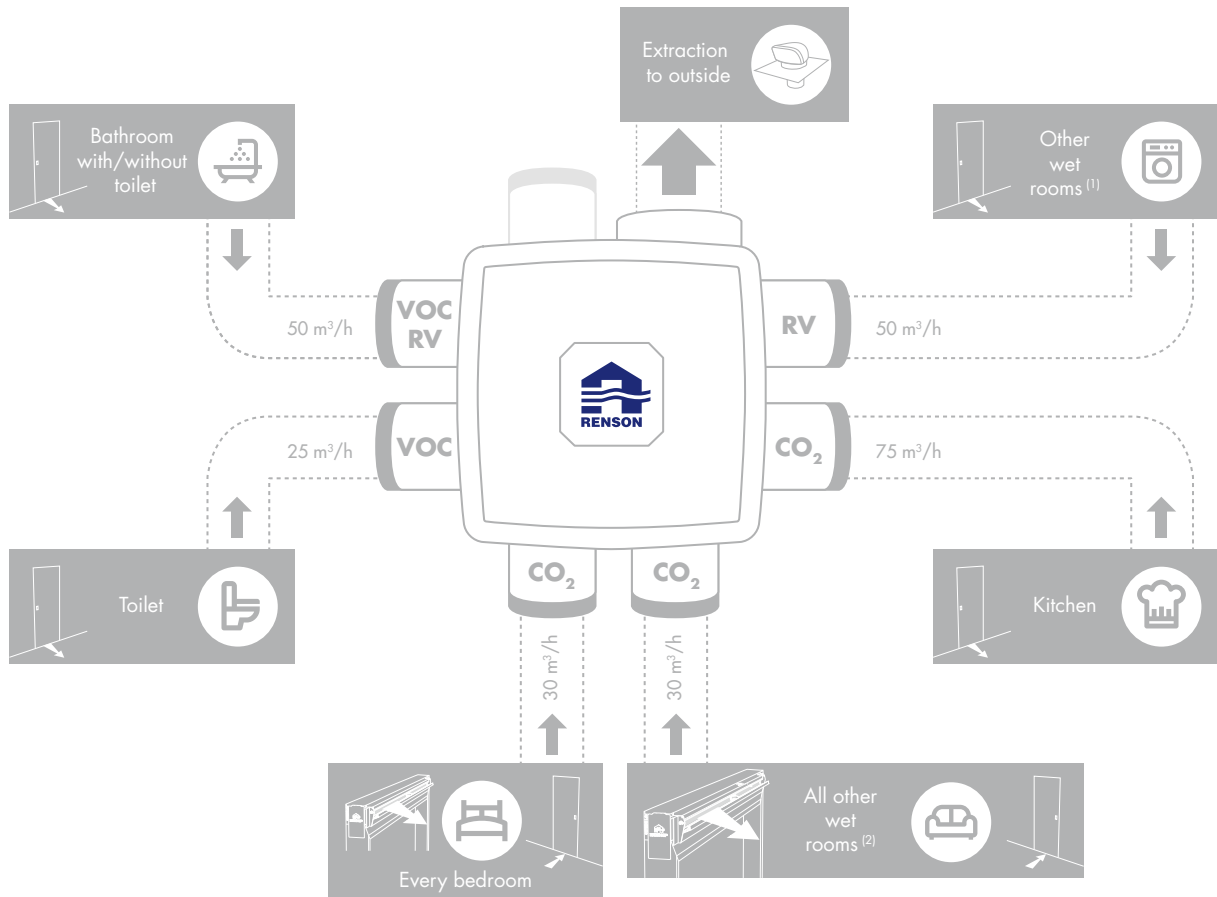 Extraction
to outside
Bathroom
with/without
toilet
Other
wet
rooms (1)
VOC
RV
50 m³/h
RV
50 m³/h
RENSON
25 m³/h
VOC
CO₂
75 m³/h
Toilet
CO₂
CO₂
Kitchen
30 m³/h
30 m³/h
Every bedroom
All other
wet
rooms (2)